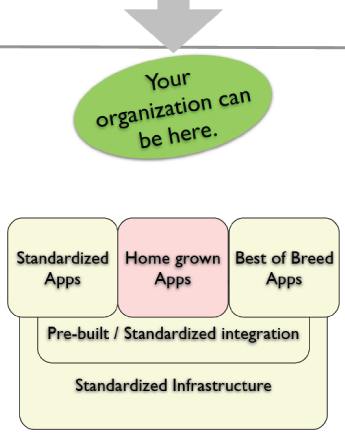 Your
organization can
be here.
Standardized
Apps
Home grown
Apps
Best of Breed
Apps
Pre-built / Standardized integration
Standardized Infrastructure